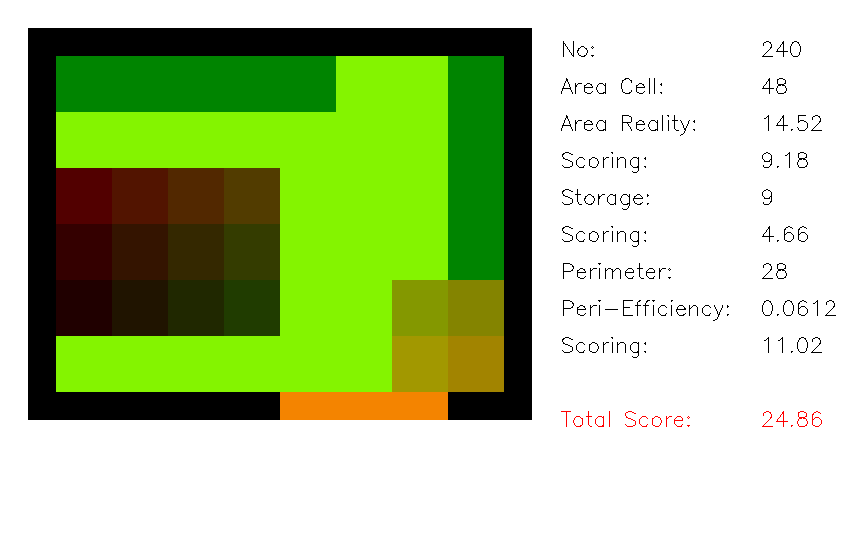 No: 240
Area Cell: 48
Area Reality: 14.52
Scoring: 9.18
Storage: 9
Scoring: 4.66
Perimeter: 28
Peri-Efficiency: 0.0612
Scoring: 11.02
Total Score: 24.86